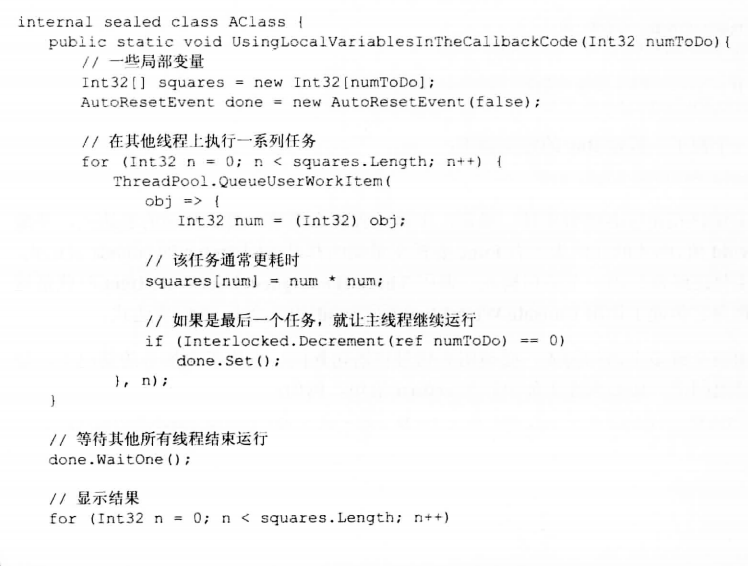 internal sealed class AClass {
public static void UsingLocalVariablesInTheCallbackCode(Int32 numToDo){
// 一些局部变量
Int32[] squares = new Int32[numToDo];
AutoResetEvent done = new AutoResetEvent(false);
// 在其他线程上执行一系列任务
for (Int32 n = 0; n < squares.Length; n++) {
ThreadPool.QueueUserWorkItem(
obj => {
Int32 num = (Int32) obj;
// 该任务通常更耗时
squares[num] = num * num;
// 如果是最后一个任务，就让主线程继续运行
if (Interlocked.Decrement(ref numToDo) == 0)
done.Set();
}, n);
}
// 等待其他所有线程结束运行
done.WaitOne();
// 显示结果
for (Int32 n = 0; n < squares.Length; n++)